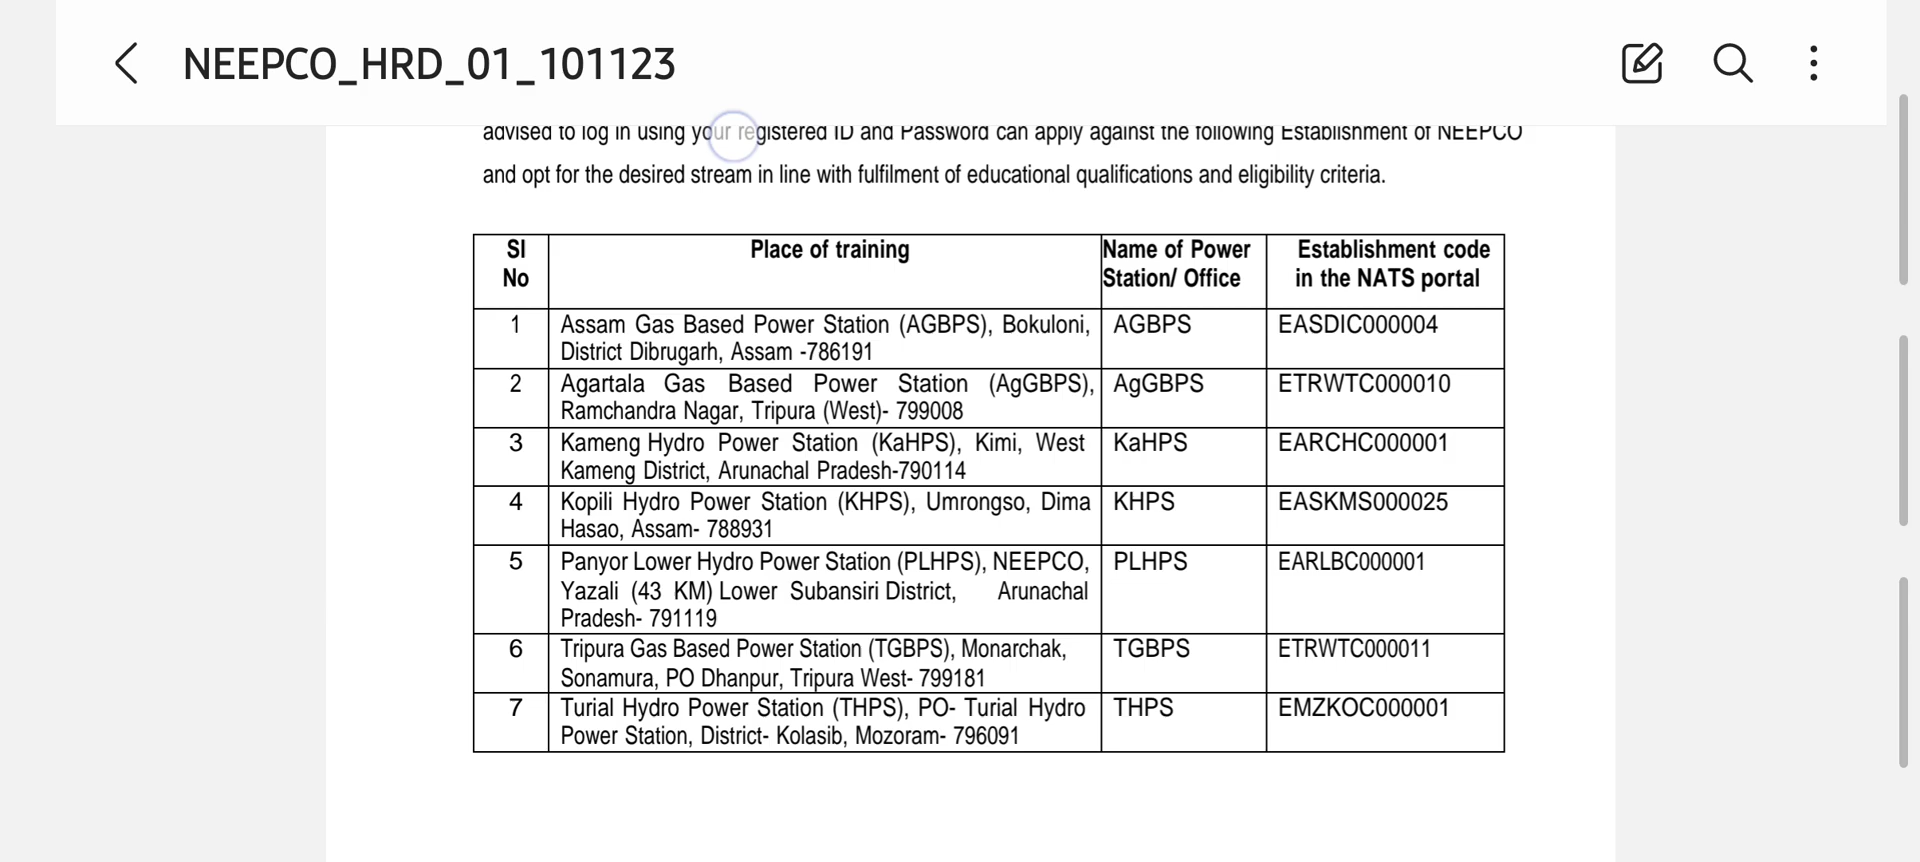 NEEPCO_HRD_01_101123
advised to log in using your registered ID and Password can apply against the following Establishment of NEEPCO
and opt for the desired stream in line with fulfilment of educational qualifications and eligibility criteria.
Sl No Place of training Name of Power Station/ Office Establishment code in the NATS portal
1 Assam Gas Based Power Station (AGBPS), Bokuloni, AGBPS EASDIC000004
District Dibrugarh, Assam -786191
2 Agartala Gas Based Power Station (AgGBPS), AgGBPS ETRWTC000010
Ramchandra Nagar, Tripura (West)- 799008
3 Kameng Hydro Power Station (KaHPS), Kimi, West KaHPS EARCHC000001
Kameng District, Arunachal Pradesh-790114
4 Kopili Hydro Power Station (KHPS), Umrongso, Dima KHPS EASKMS000025
Hasao, Assam- 788931
5 Panyor Lower Hydro Power Station (PLHPS), NEEPCO, PLHPS EARLBC000001
Yazali (43 KM) Lower Subansiri District, Arunachal
Pradesh- 791119
6 Tripura Gas Based Power Station (TGBPS), Monarchak, TGBPS ETRWTC000011
Sonamura, PO Dhanpur, Tripura West- 799181
7 Turial Hydro Power Station (THPS), PO- Turial Hydro THPS EMZKOC000001
Power Station, District- Kolasib, Mozoram- 796091